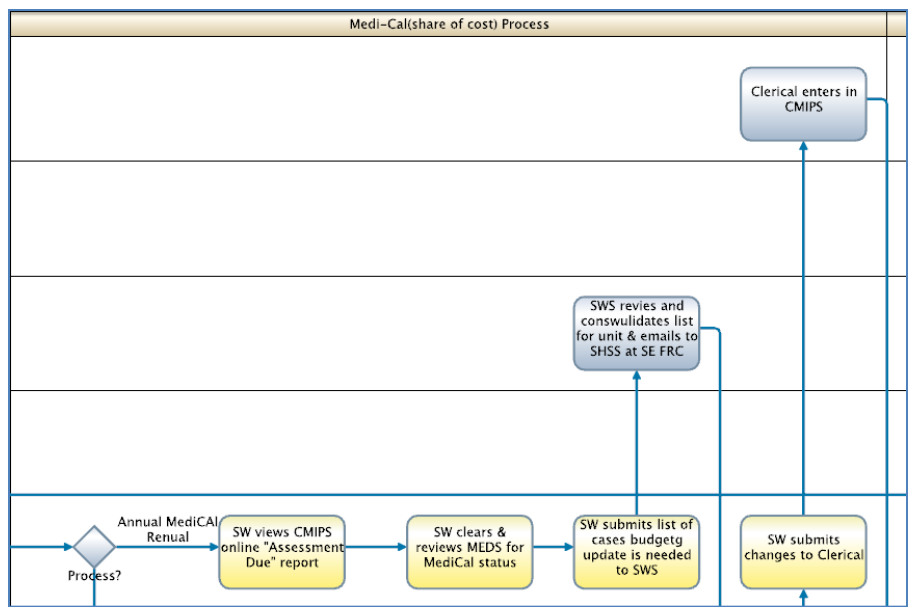 Medi-Cal(share of cost) Process
Clerical enters in
CMIPS
SWS revies and
conswulidates list
for unit & emails to
SHSS at SE FRC
Annual MediCAl
Renual
Process?
SW views CMIPS
online "Assessment
Due" report
SW clears &
reviews MEDS for
MediCal status
SW submits list of
cases budgetg
update is needed
to SWS
SW submits
changes to Clerical